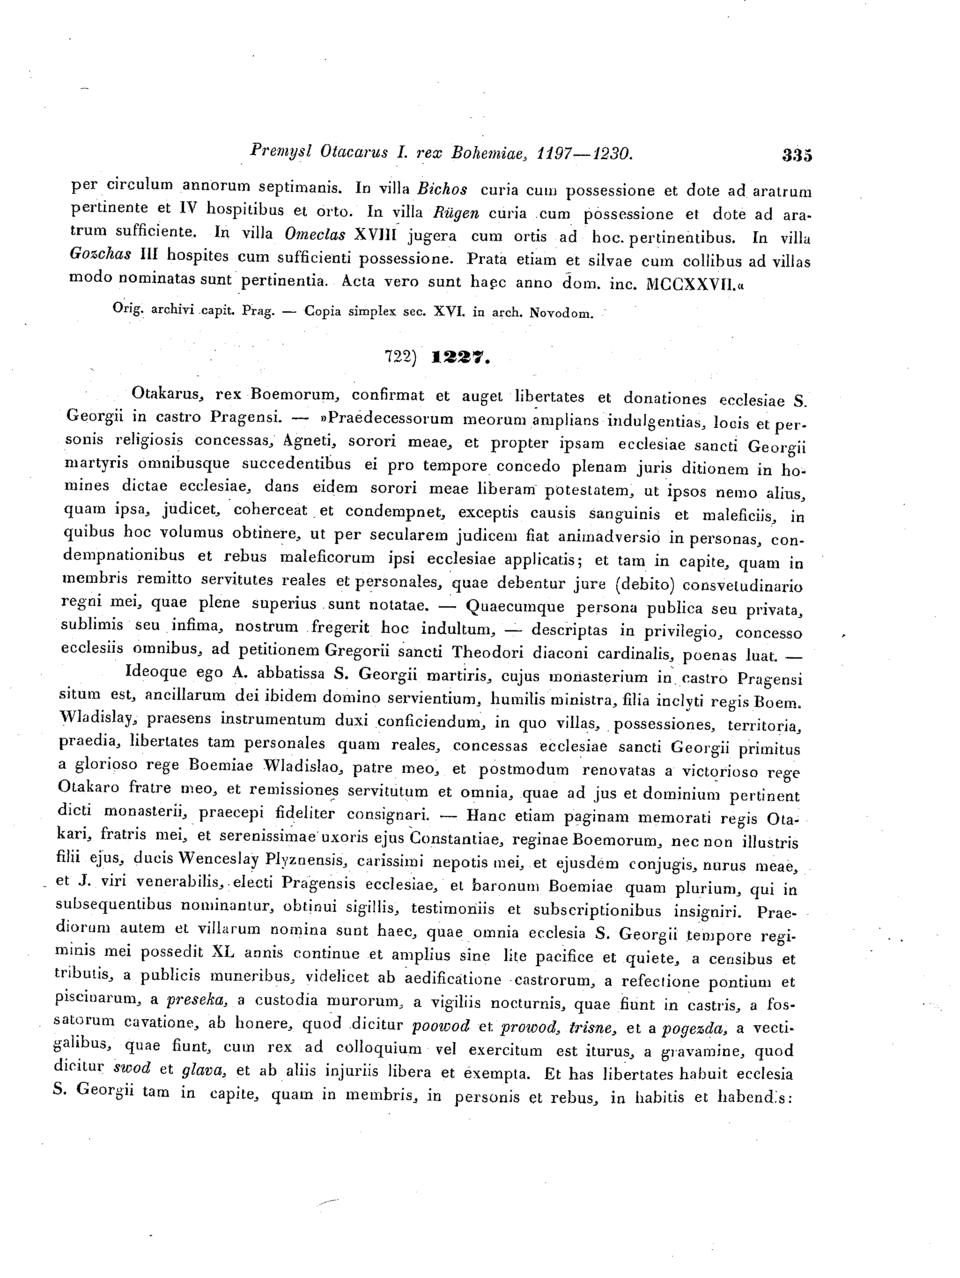 Premysl Otacarus I. rex Bohemiae, 1197—1230. 335
per circulum annorum septimanis. In villa Bichos curia cum possessione et dote ad aratrum
pertinente et IV hospitibus et orto. In villa Rügen curia cum possessione et dote ad ara-
trum sufficiente. In villa Omeclas XVIII jugera cum ortis ad hoc. pertinentibus. In villa
Gozchas III hospites cum sufficienti possessione. Prata etiam et silvae cum collibus ad villas
modo nominatas sunt pertinentia. Acta vero sunt haec anno dom. inc. MCCXXVII.«
Orig. archivi capit. Prag. — Copia simplex sec. XVI. in arch. Novodom.
722) 1227.
Otakarus, rex Boemorum, confirmat et auget libertates et donationes ecclesiae S.
Georgii in castro Pragensi. — »Praedecessorum meorum amplians indulgentias, locis et per-
sonis religiosis concessas, Agneti, sorori meae, et propter ipsam ecclesiae sancti Georgii
martyris omnibusque succedentibus ei pro tempore concedo plenam juris ditionem in ho-
mines dictae ecclesiae, dans eidem sorori meae liberam potestatem, ut ipsos nemo alius,
quam ipsa, judicet, coherceat et condempnet, exceptis causis sanguinis et maleficiis, in
quibus hoc volumus obtinere, ut per secularem judicem fiat animadversio in personas, con-
dempnationibus et rebus maleficorum ipsi ecclesiae applicatis; et tam in capite, quam in
membris remitto servitutes reales et personales, quae debentur jure (debito) consvetudinario
regni mei, quae plene superius sunt notatae. — Quaecumque persona publica seu privata,
sublimis seu infima, nostrum fregerit hoc indultum, — descriptas in privilegio, concesso
ecclesiis omnibus, ad petitionem Gregorii sancti Theodori diaconi cardinalis, poenas luat. —
Ideoque ego A. abbatissa S. Georgii martiris, cujus monasterium in castro Pragensi
situm est, ancillarum dei ibidem domino servientium, humilis ministra, filia inclyti regis Boem.
Wladislay, praesens instrumentum duxi conficiendum, in quo villas, possessiones, territoria,
praedia, libertates tam personales quam reales, concessas ecclesiae sancti Georgii primitus
a glorioso rege Boemiae Wladislao, patre meo, et postmodum renovatas a victorioso rege
Otakaro fratre meo, et remissiones servitutum et omnia, quae ad jus et dominium pertinent
dicti monasterii, praecepi fideliter consignari. — Hanc etiam paginam memorati regis Ota-
kari, fratris mei, et serenissimae uxoris ejus Constantiae, reginae Boemorum, nec non illustris
filii ejus, ducis Wenceslay Plyznensis, carissimi nepotis mei, et ejusdem conjugis, nurus meae,
et J. viri venerabilis, electi Pragensis ecclesiae, et baronum Boemiae quam plurium, qui in
subsequentibus nominantur, obtinui sigillis, testimoniis et subscriptionibus insigniri. Prae-
diorum autem et villarum nomina sunt haec, quae omnia ecclesia S. Georgii tempore regi-
minis mei possedit XL annis continue et amplius sine lite pacifice et quiete, a censibus et
tributis, a publicis muneribus, videlicet ab aedificatione castrorum, a refectione pontium et
piscinarum, a preseka, a custodia murorum, a vigiliis nocturnis, quae fiunt in castris, a fos-
satorum cavatione, ab honere, quod dicitur poowod et prowod, trisne, et a pogezda, a vecti-
galibus, quae fiunt, cum rex ad colloquium vel exercitum est iturus, a gravamine, quod
dicitur swod et glava, et ab aliis injuriis libera et exempta. Et has libertates habuit ecclesia
S. Georgii tam in capite, quam in membris, in personis et rebus, in habitis et habendis: